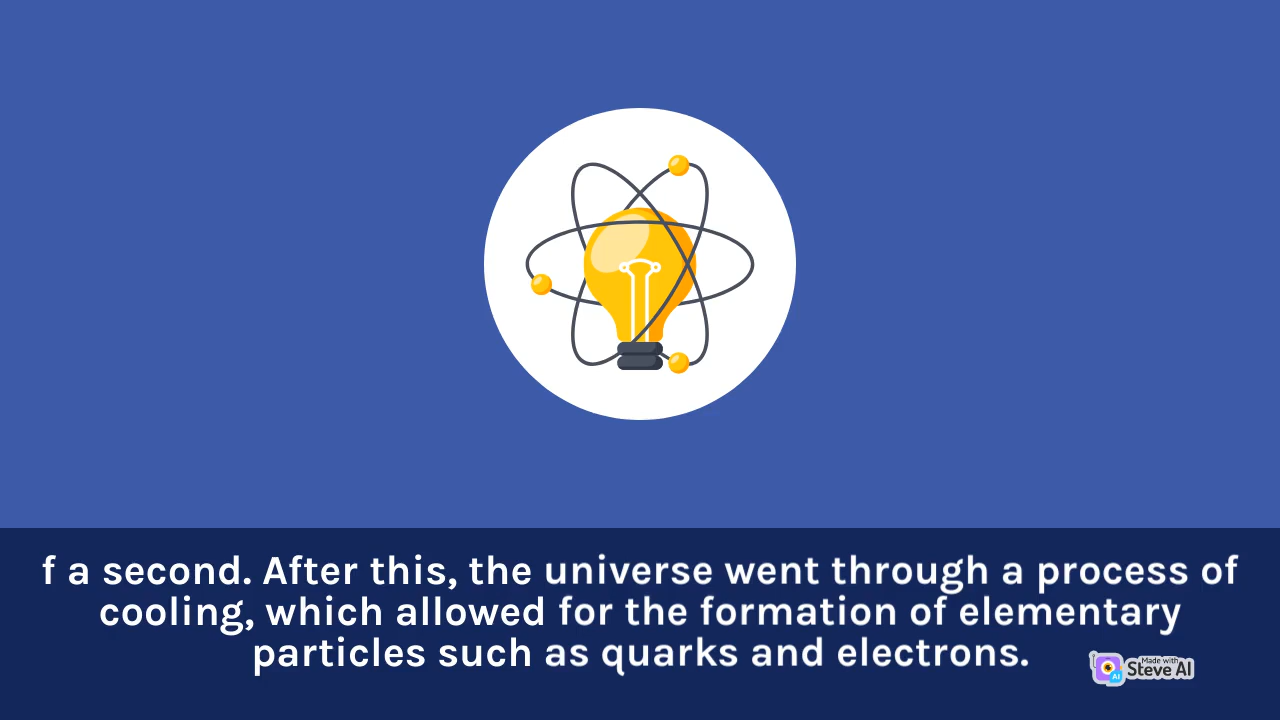 f a second. After this, the universe went through a process of
cooling, which allowed for the formation of elementary
particles such as quarks and electrons.
Made with
Steve AI
AI